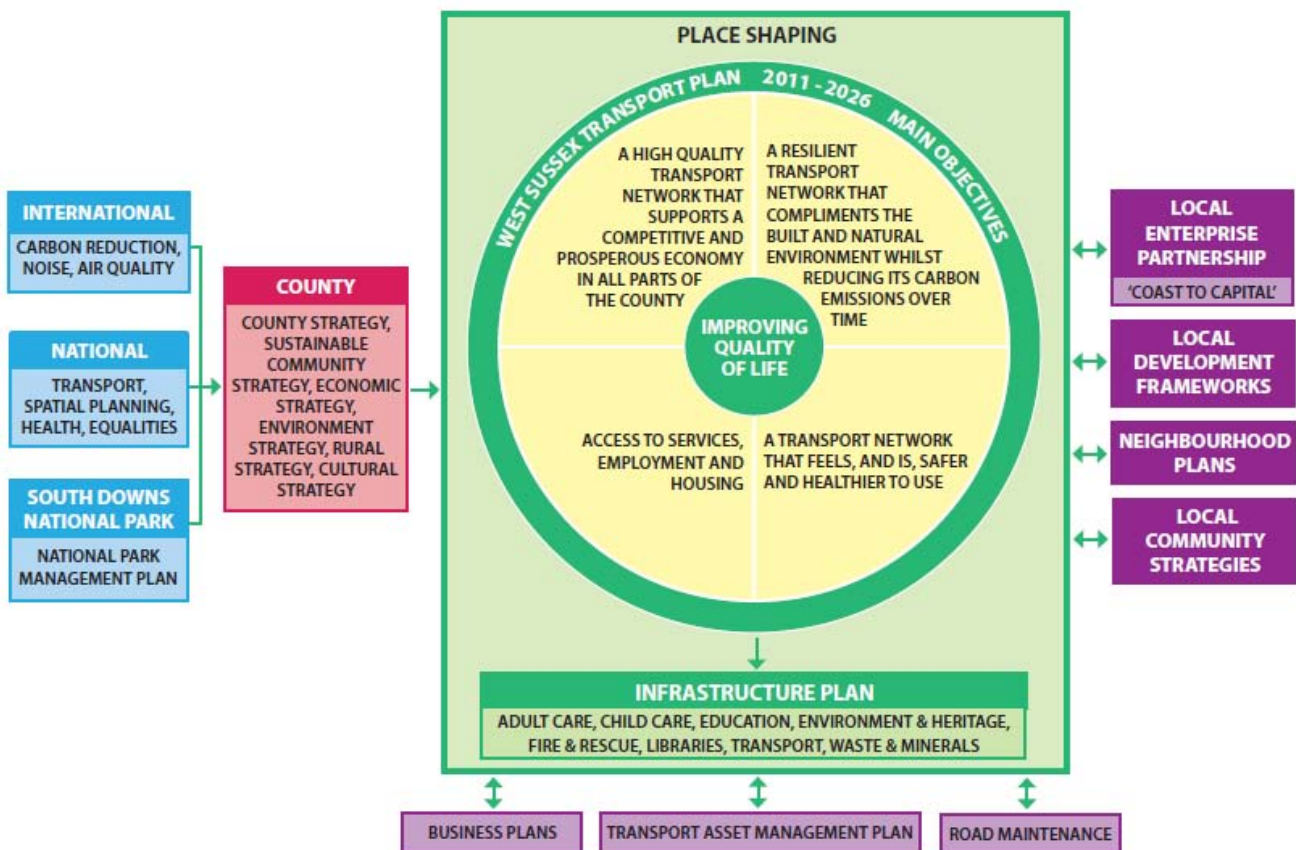 PLACE SHAPING
WEST SUSSEX TRANSPORT PLAN 2011 - 2026 MAIN OBJECTIVES
A HIGH QUALITY
TRANSPORT
NETWORK THAT
SUPPORTS A
COMPETITIVE AND
PROSPEROUS ECONOMY
IN ALL PARTS OF
THE COUNTY
A RESILIENT
TRANSPORT
NETWORK THAT
COMPLIMENTS THE
BUILT AND NATURAL
ENVIRONMENT WHILST
REDUCING ITS CARBON
EMISSIONS OVER
TIME
IMPROVING
QUALITY
OF LIFE
ACCESS TO SERVICES,
EMPLOYMENT AND
HOUSING
A TRANSPORT NETWORK
THAT FEELS, AND IS, SAFER
AND HEALTHIER TO USE
INTERNATIONAL
CARBON REDUCTION,
NOISE, AIR QUALITY
NATIONAL
TRANSPORT,
SPATIAL PLANNING,
HEALTH, EQUALITIES
SOUTH DOWNS
NATIONAL PARK
NATIONAL PARK
MANAGEMENT PLAN
COUNTY
COUNTY STRATEGY,
SUSTAINABLE
COMMUNITY
STRATEGY, ECONOMIC
STRATEGY,
ENVIRONMENT
STRATEGY, RURAL
STRATEGY, CULTURAL
STRATEGY
LOCAL
ENTERPRISE
PARTNERSHIP
'COAST TO CAPITAL'
LOCAL
DEVELOPMENT
FRAMEWORKS
NEIGHBOURHOOD
PLANS
LOCAL
COMMUNITY
STRATEGIES
INFRASTRUCTURE PLAN
ADULT CARE, CHILD CARE, EDUCATION, ENVIRONMENT & HERITAGE,
FIRE & RESCUE, LIBRARIES, TRANSPORT, WASTE & MINERALS
BUSINESS PLANS
TRANSPORT ASSET MANAGEMENT PLAN
ROAD MAINTENANCE